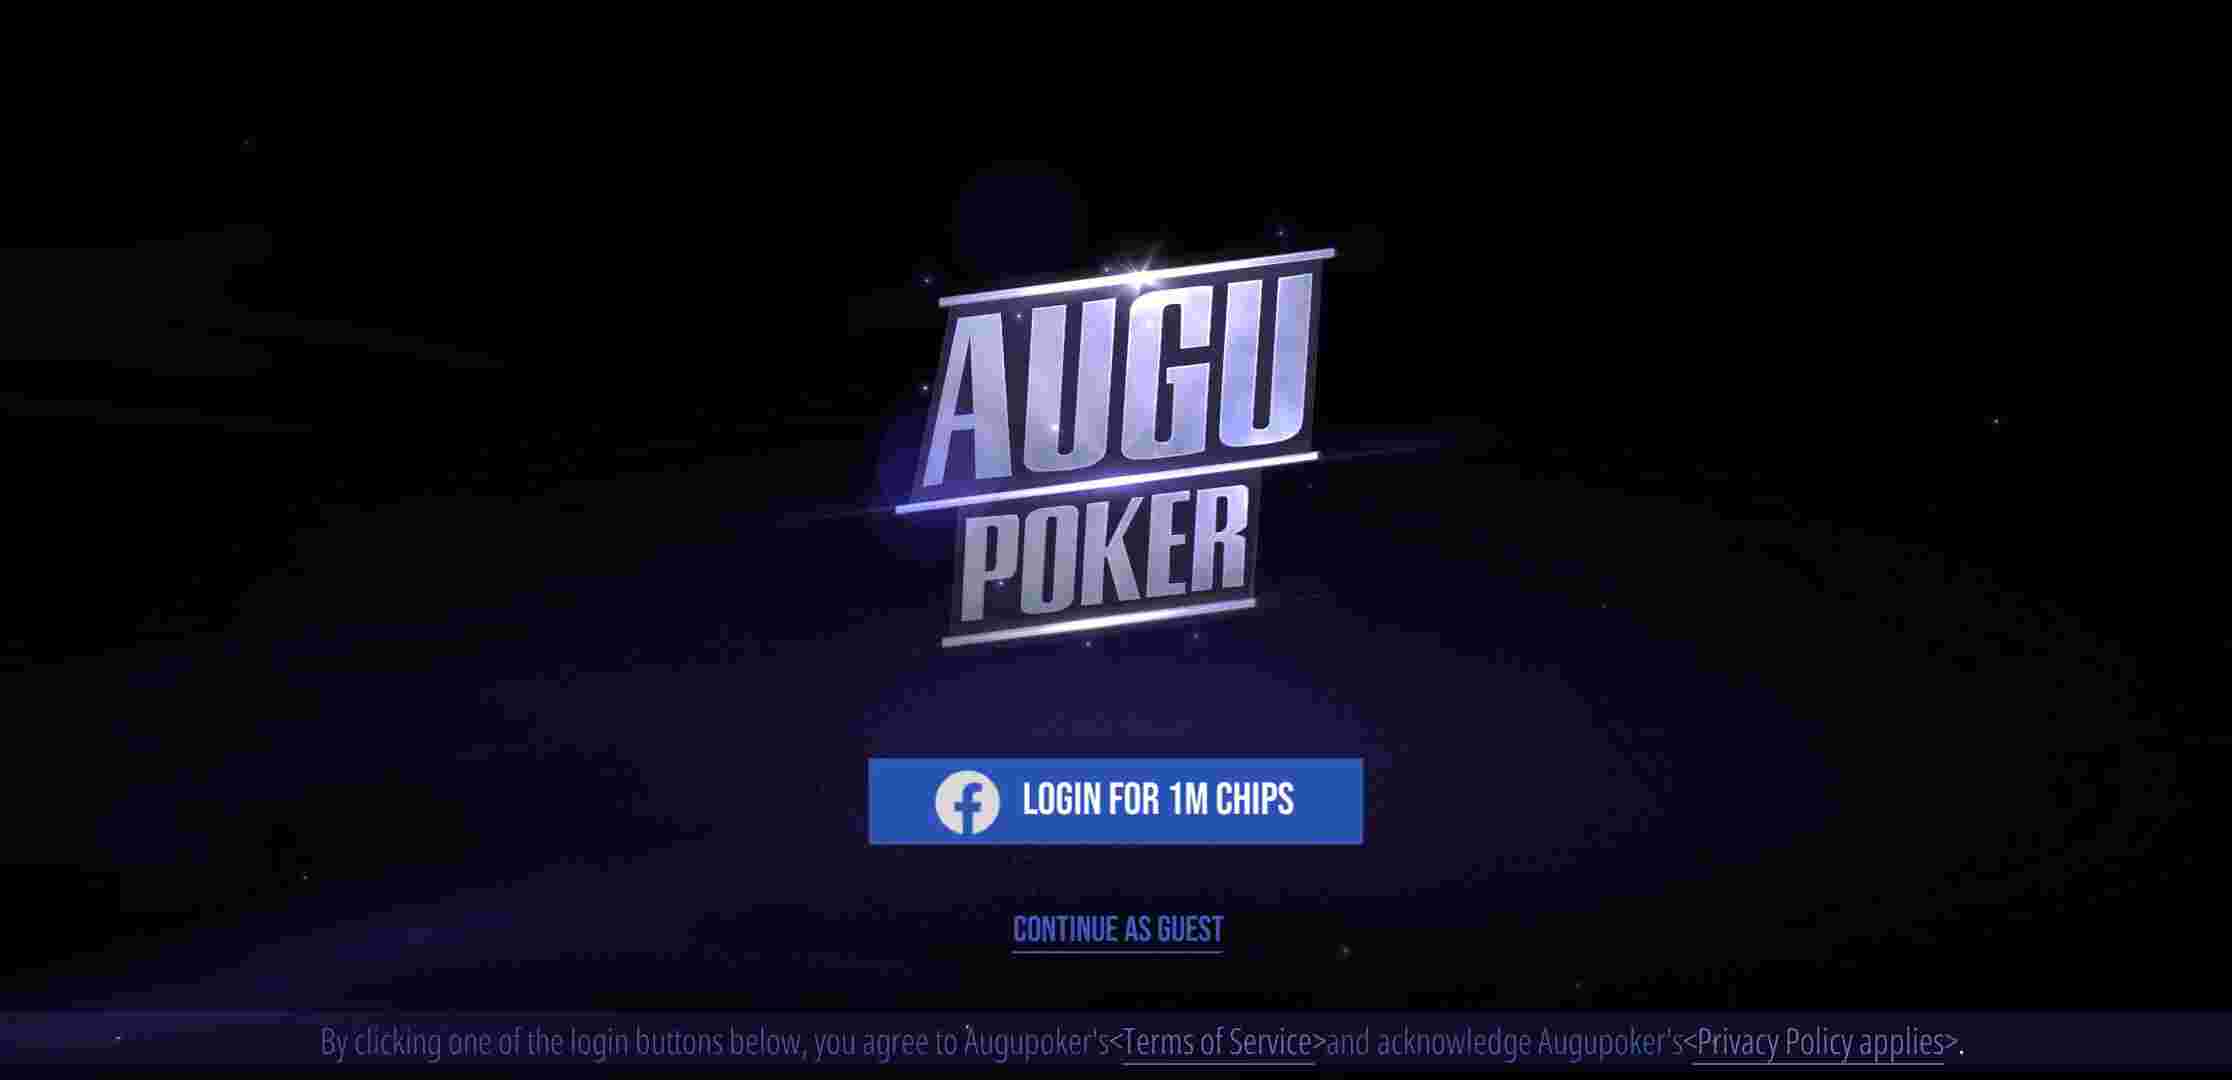 AUGU
POKER
LOGIN FOR 1M CHIPS
CONTINUE AS GUEST
By clicking one of the login buttons below, you agree to Augupoker's<Terms of Service>and acknowledge Augupoker's<Privacy Policy applies>.